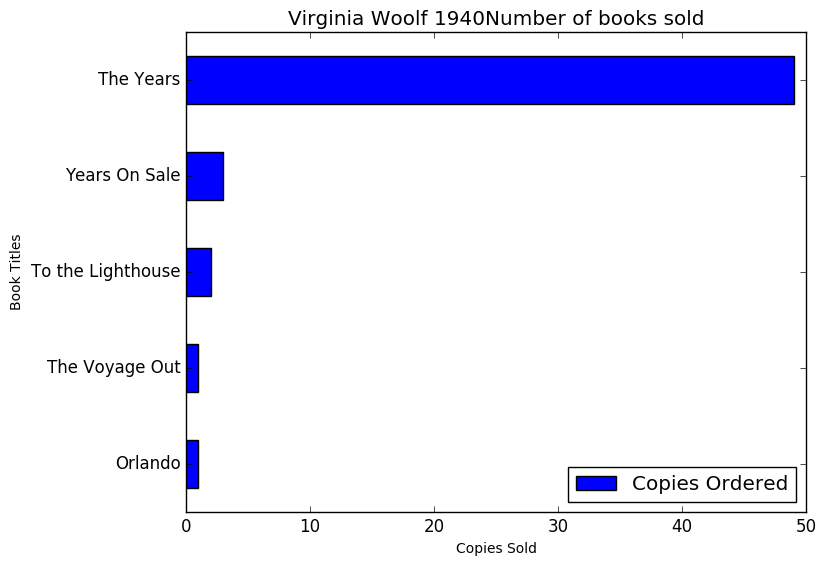 Virginia Woolf 1940Number of books sold
The Years
Years On Sale
To the Lighthouse
The Voyage Out
Orlando
Book Titles
Copies Ordered
0 10 20 30 40 50
Copies Sold